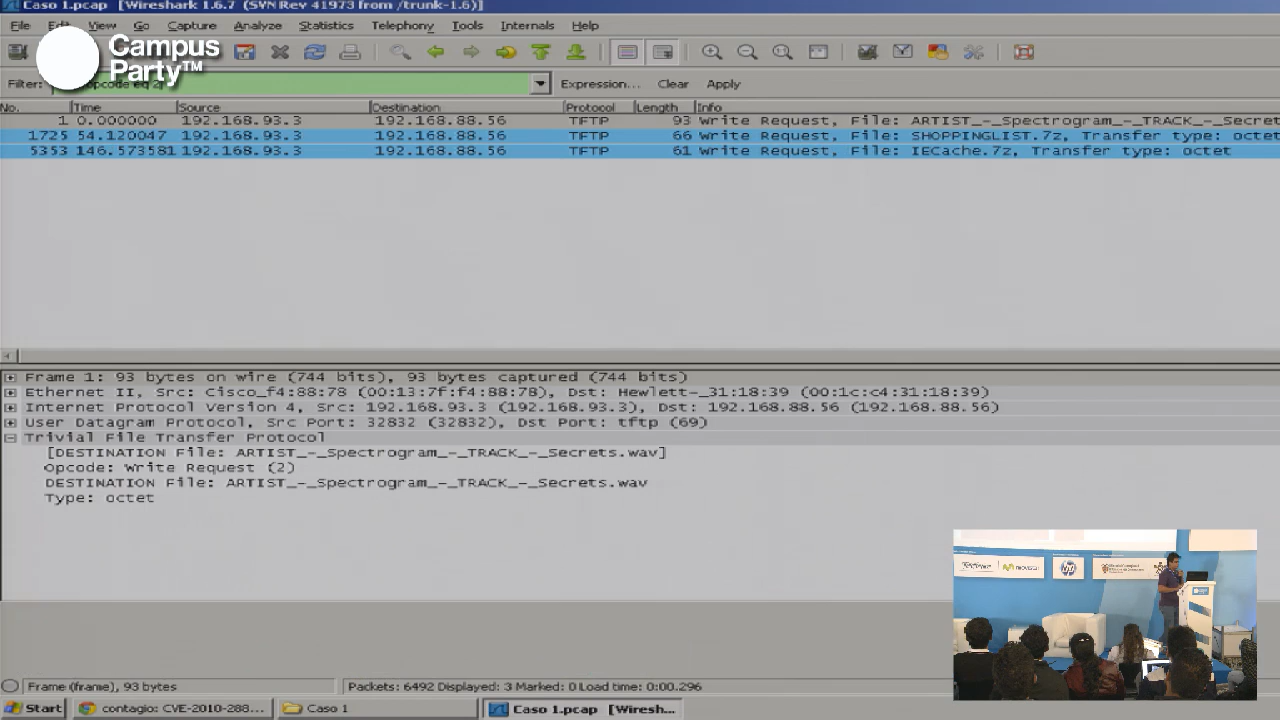 Caso 1.pcap [Wireshark 1.6.7 (SVN Rev 41973 from /trunk-1.6)]
File Edit View Go Capture Analyze Statistics Telephony Tools Internals Help
Campus
Party™
Filter: opcode eq 2 Expression... Clear Apply
No. Time Source Destination Protocol Length Info
1 0.000000 192.168.93.3 192.168.88.56 TFTP 93 Write Request, File: ARTIST_-_Spectrogram_-_TRACK_-_Secret
1725 54.120047 192.168.93.3 192.168.88.56 TFTP 66 Write Request, File: SHOPPINGLIST.7z, Transfer type: octet
5353 146.573581 192.168.93.3 192.168.88.56 TFTP 61 Write Request, File: IECache.7z, Transfer type: octet
Frame 1: 93 bytes on wire (744 bits), 93 bytes captured (744 bits)
Ethernet II, Src: Cisco_f4:88:78 (00:13:7f:f4:88:78), Dst: Hewlett-_31:18:39 (00:1c:c4:31:18:39)
Internet Protocol Version 4, Src: 192.168.93.3 (192.168.93.3), Dst: 192.168.88.56 (192.168.88.56)
User Datagram Protocol, Src Port: 32832 (32832), Dst Port: tftp (69)
Trivial File Transfer Protocol
[DESTINATION File: ARTIST_-_Spectrogram_-_TRACK_-_Secrets.wav]
Opcode: Write Request (2)
DESTINATION File: ARTIST_-_Spectrogram_-_TRACK_-_Secrets.wav
Type: octet
movistar
hp
Frame (frame), 93 bytes Packets: 6492 Displayed: 3 Marked: 0 Load time: 0:00.296
Start contagio: CVE-2010-288... Caso 1 Caso 1.pcap [Wiresh...